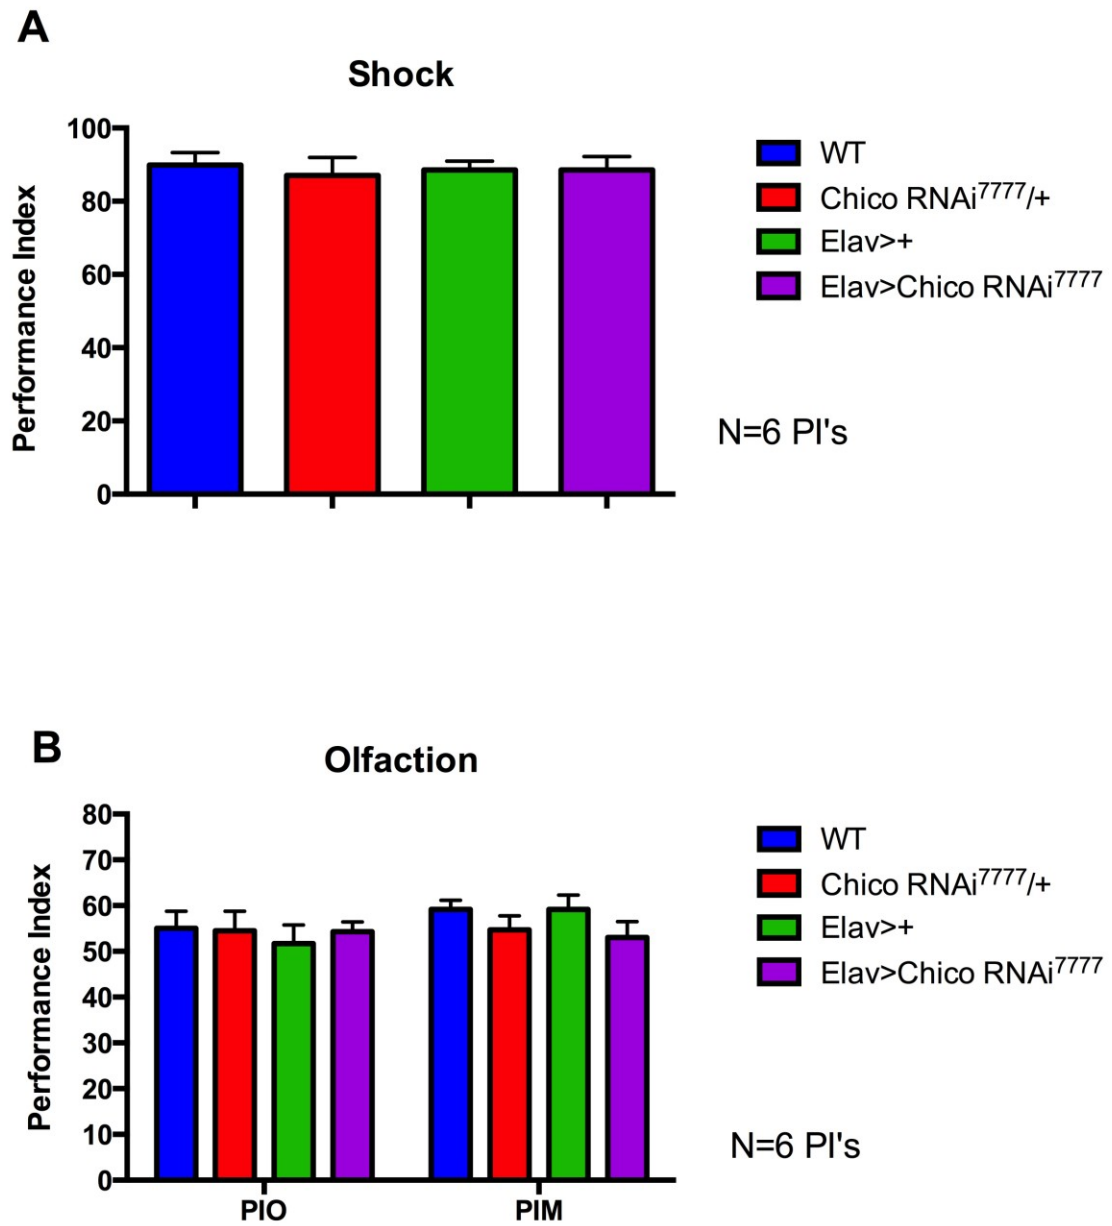 A
Shock
Performance Index
100
80
60
40
20
0
WT
Chico RNAi⁷⁷⁷⁷/+
Elav>+
Elav>Chico RNAi⁷⁷⁷⁷
N=6 PI's
B
Olfaction
Performance Index
80
70
60
50
40
30
20
10
0
PIO
PIM
WT
Chico RNAi⁷⁷⁷⁷/+
Elav>+
Elav>Chico RNAi⁷⁷⁷⁷
N=6 PI's